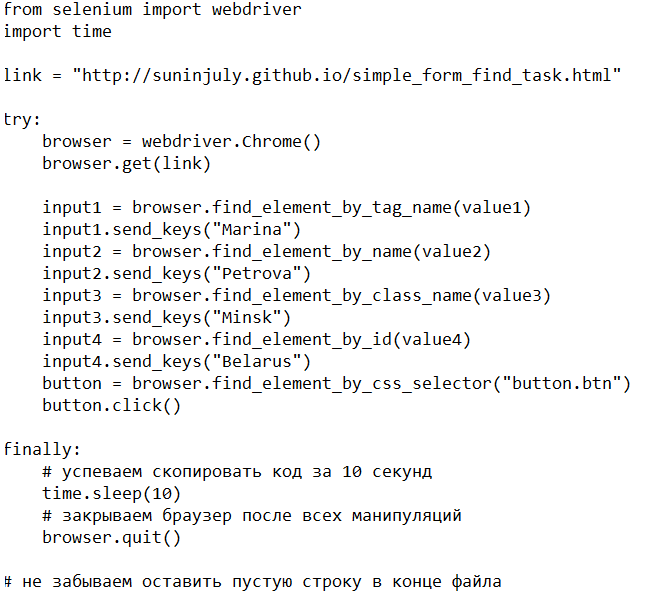 from selenium import webdriver
import time
link = "http://suninjuly.github.io/simple_form_find_task.html"
try:
    browser = webdriver.Chrome()
    browser.get(link)
    input1 = browser.find_element_by_tag_name(value1)
    input1.send_keys("Marina")
    input2 = browser.find_element_by_name(value2)
    input2.send_keys("Petrova")
    input3 = browser.find_element_by_class_name(value3)
    input3.send_keys("Minsk")
    input4 = browser.find_element_by_id(value4)
    input4.send_keys("Belarus")
    button = browser.find_element_by_css_selector("button.btn")
    button.click()
finally:
    # успеваем скопировать код за 10 секунд
    time.sleep(10)
    # закрываем браузер после всех манипуляций
    browser.quit()
# не забываем оставить пустую строку в конце файла